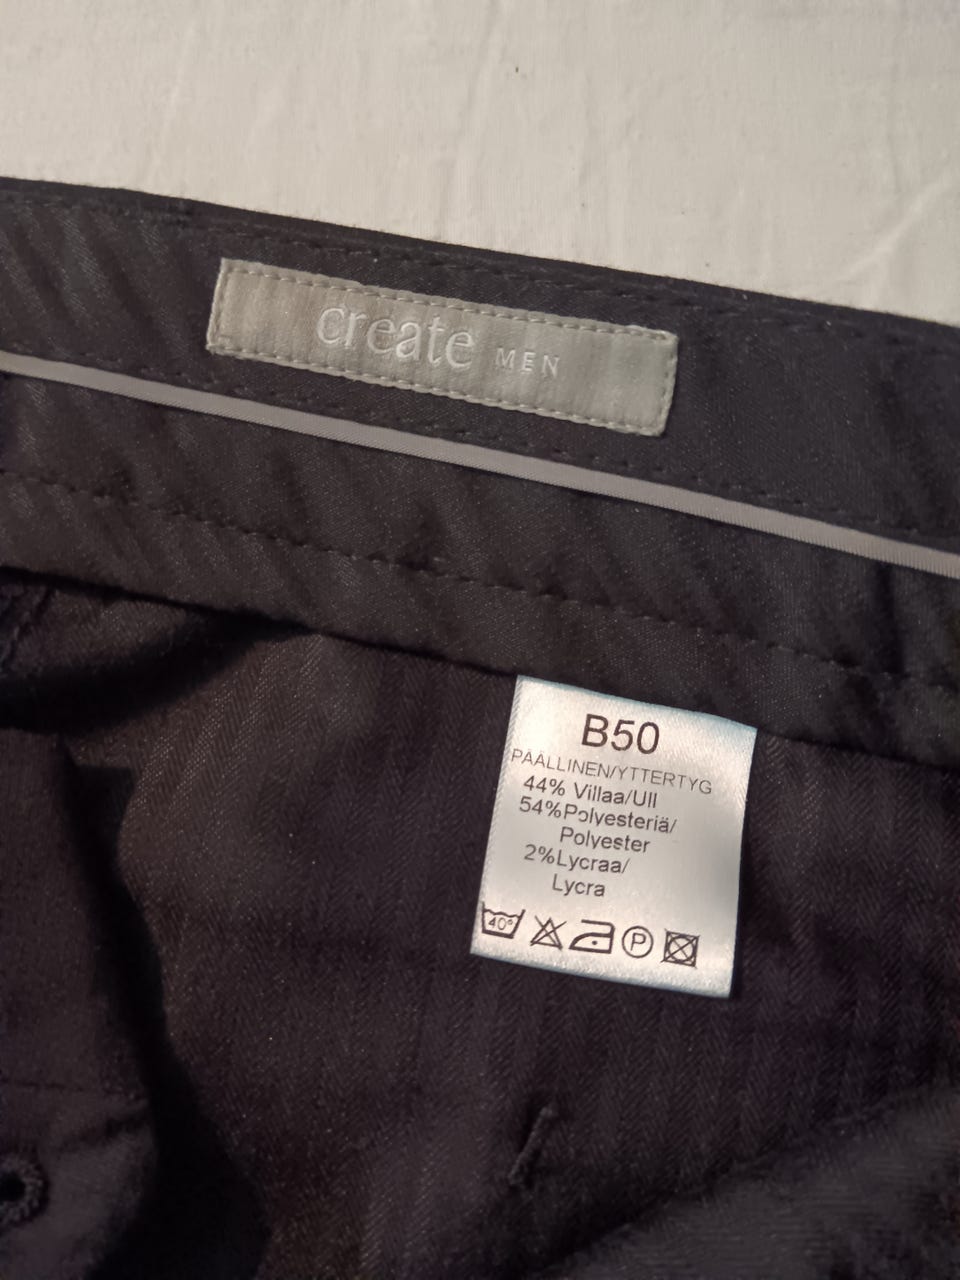 create MEN
B50
PÄÄLLINEN/YTTERTYG
44% Villaa/Ull
54%Polyesteriä/
Polyester
2%Lycraa/
Lycra
40° P